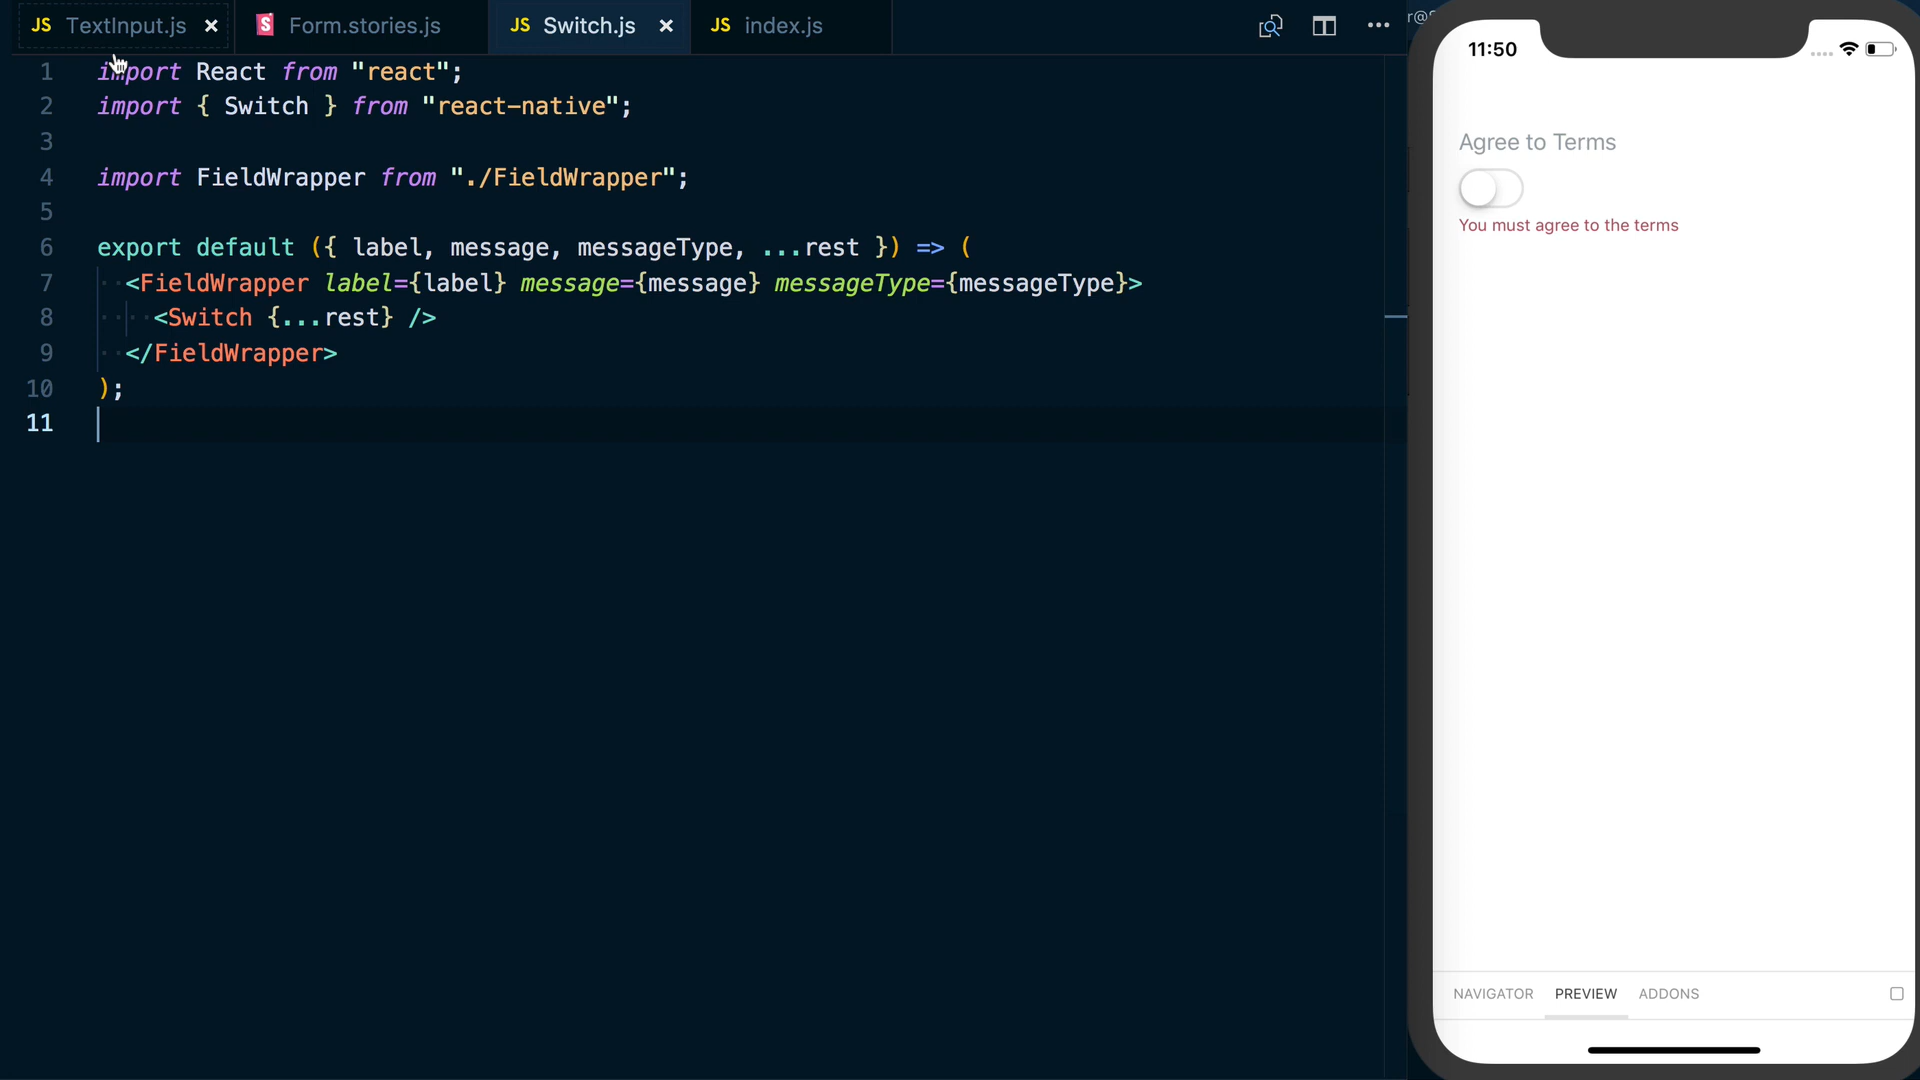 JS TextInput.js × S Form.stories.js JS Switch.js × JS index.js
r@
1 import React from "react";
2 import { Switch } from "react-native";
3
4 import FieldWrapper from "./FieldWrapper";
5
6 export default ({ label, message, messageType, ...rest }) => (
7 <FieldWrapper label={label} message={message} messageType={messageType}>
8 <Switch {...rest} />
9 </FieldWrapper>
10 );
11
11:50
Agree to Terms
You must agree to the terms
NAVIGATOR PREVIEW ADDONS